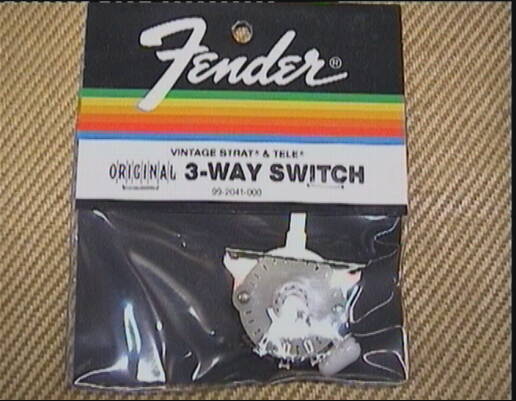 Fender®
VINTAGE STRAT® & TELE®
ORIGINAL 3-WAY SWITCH
99-2041-000